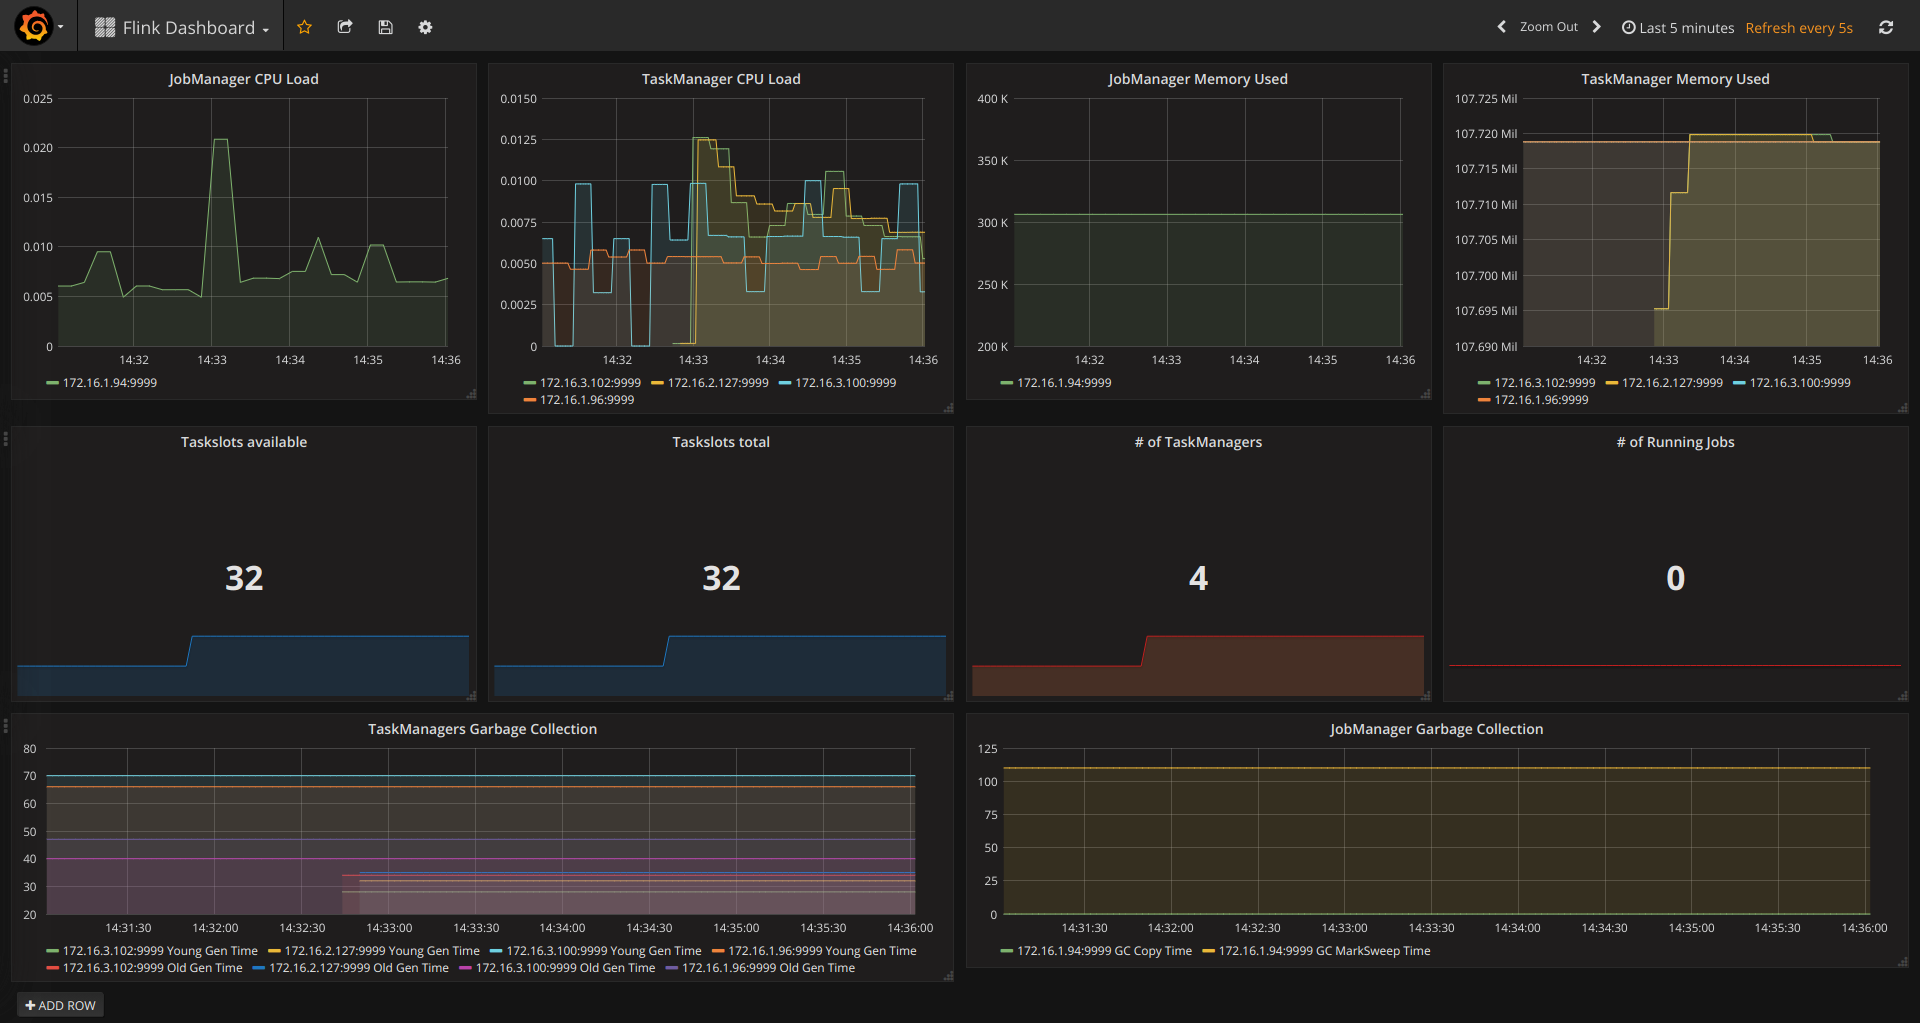 Flink Dashboard
Zoom Out
Last 5 minutes
Refresh every 5s
JobManager CPU Load
0.025
0.020
0.015
0.010
0.005
0
14:32 14:33 14:34 14:35 14:36
172.16.1.94:9999
TaskManager CPU Load
0.0150
0.0125
0.0100
0.0075
0.0050
0.0025
0
14:32 14:33 14:34 14:35 14:36
172.16.3.102:9999 172.16.2.127:9999 172.16.3.100:9999
172.16.1.96:9999
JobManager Memory Used
400 K
350 K
300 K
250 K
200 K
14:32 14:33 14:34 14:35 14:36
172.16.1.94:9999
TaskManager Memory Used
107.725 Mil
107.720 Mil
107.715 Mil
107.710 Mil
107.705 Mil
107.700 Mil
107.695 Mil
107.690 Mil
14:32 14:33 14:34 14:35 14:36
172.16.3.102:9999 172.16.2.127:9999 172.16.3.100:9999
172.16.1.96:9999
Taskslots available
32
Taskslots total
32
# of TaskManagers
4
# of Running Jobs
0
TaskManagers Garbage Collection
80
70
60
50
40
30
20
14:31:30 14:32:00 14:32:30 14:33:00 14:33:30 14:34:00 14:34:30 14:35:00 14:35:30 14:36:00
172.16.3.102:9999 Young Gen Time 172.16.2.127:9999 Young Gen Time 172.16.3.100:9999 Young Gen Time 172.16.1.96:9999 Young Gen Time
172.16.3.102:9999 Old Gen Time 172.16.2.127:9999 Old Gen Time 172.16.3.100:9999 Old Gen Time 172.16.1.96:9999 Old Gen Time
JobManager Garbage Collection
125
100
75
50
25
0
14:31:30 14:32:00 14:32:30 14:33:00 14:33:30 14:34:00 14:34:30 14:35:00 14:35:30 14:36:00
172.16.1.94:9999 GC Copy Time 172.16.1.94:9999 GC MarkSweep Time
ADD ROW